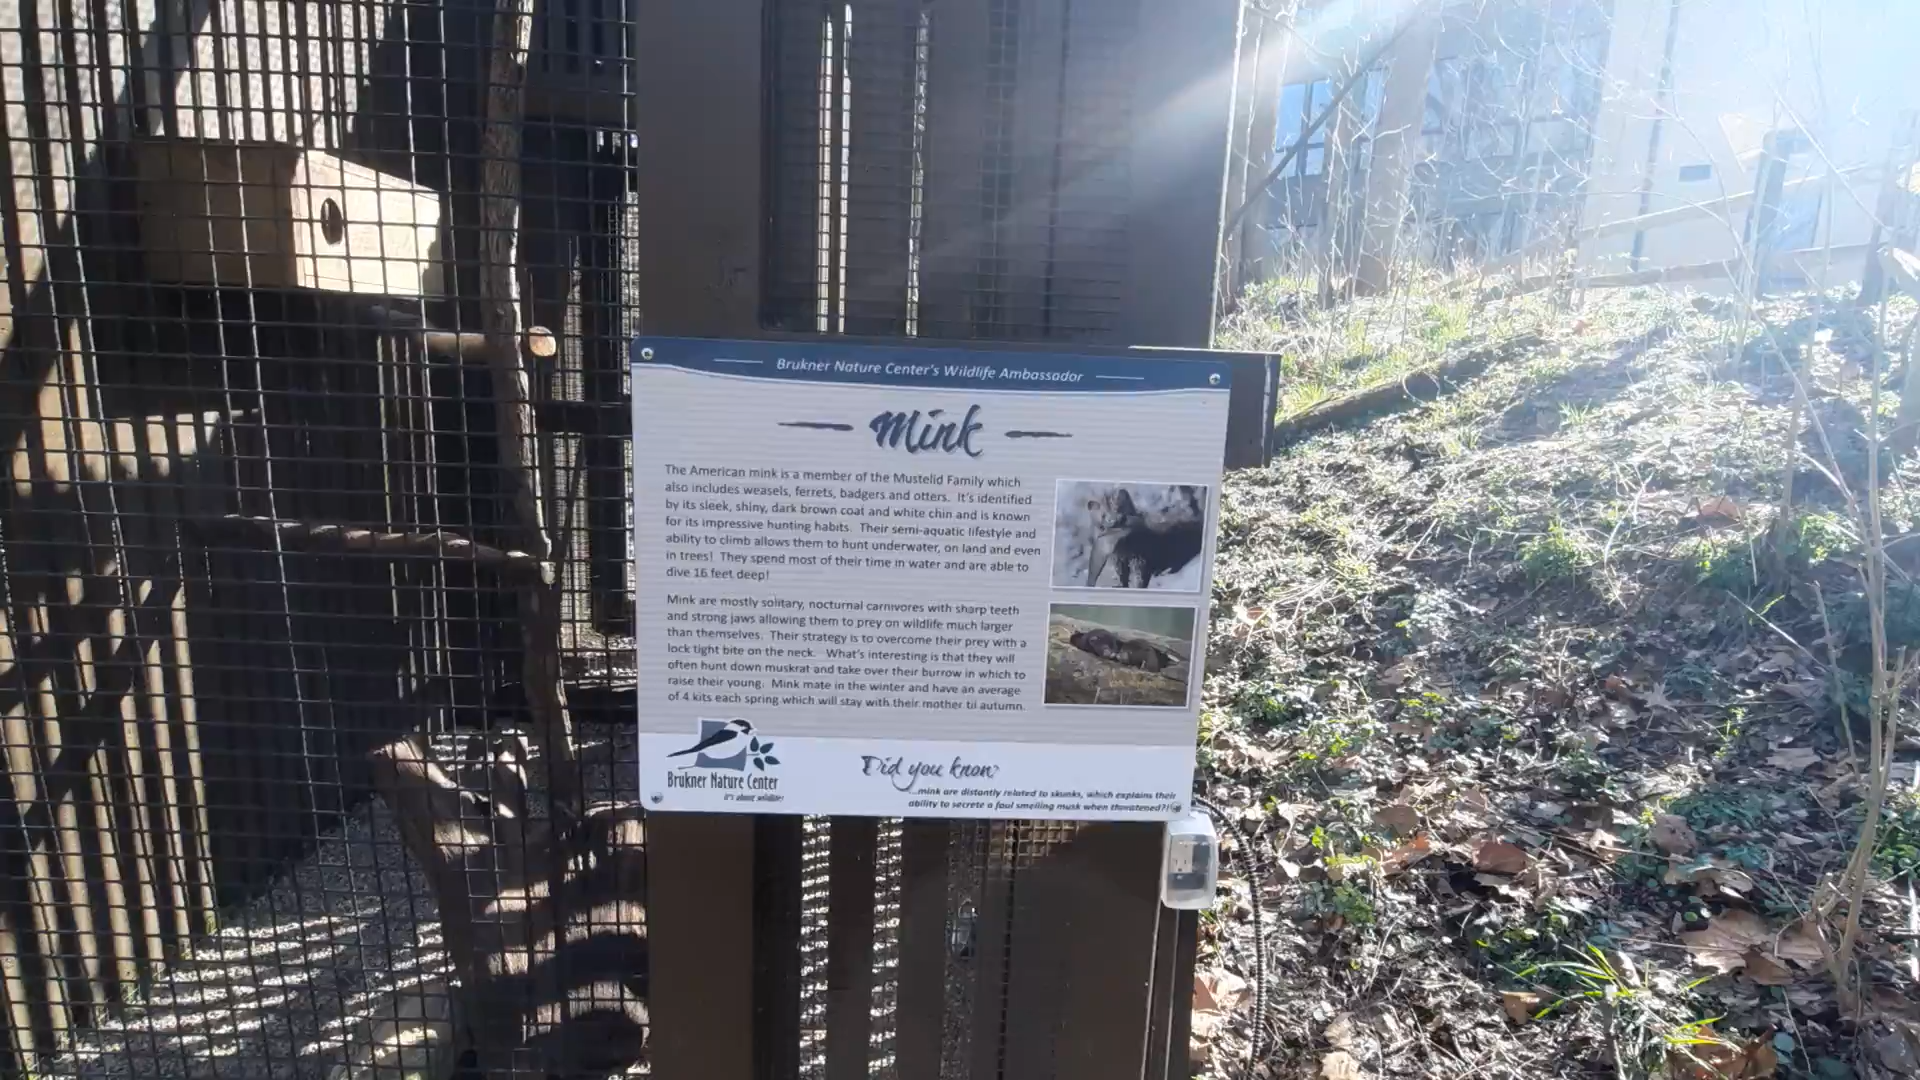 Brukner Nature Center's Wildlife Ambassador
Mink
The American mink is a member of the Mustelid Family which
also includes weasels, ferrets, badgers and otters. It's identified
by its sleek, shiny, dark brown coat and white chin and is known
for its impressive hunting habits. Their semi-aquatic lifestyle and
ability to climb allows them to hunt underwater, on land and even
in trees! They spend most of their time in water and are able to
dive 16 feet deep!
Mink are mostly solitary, nocturnal carnivores with sharp teeth
and strong jaws allowing them to prey on wildlife much larger
than themselves. Their strategy is to overcome their prey with a
lock tight bite on the neck. What's interesting is that they will
often hunt down muskrat and take over their burrow in which to
raise their young. Mink mate in the winter and have an average
of 4 kits each spring which will stay with their mother til autumn.
Brukner Nature Center
it's about wildlife!
Did you know?
...mink are distantly related to skunks, which explains their
ability to secrete a foul smelling musk when threatened?!